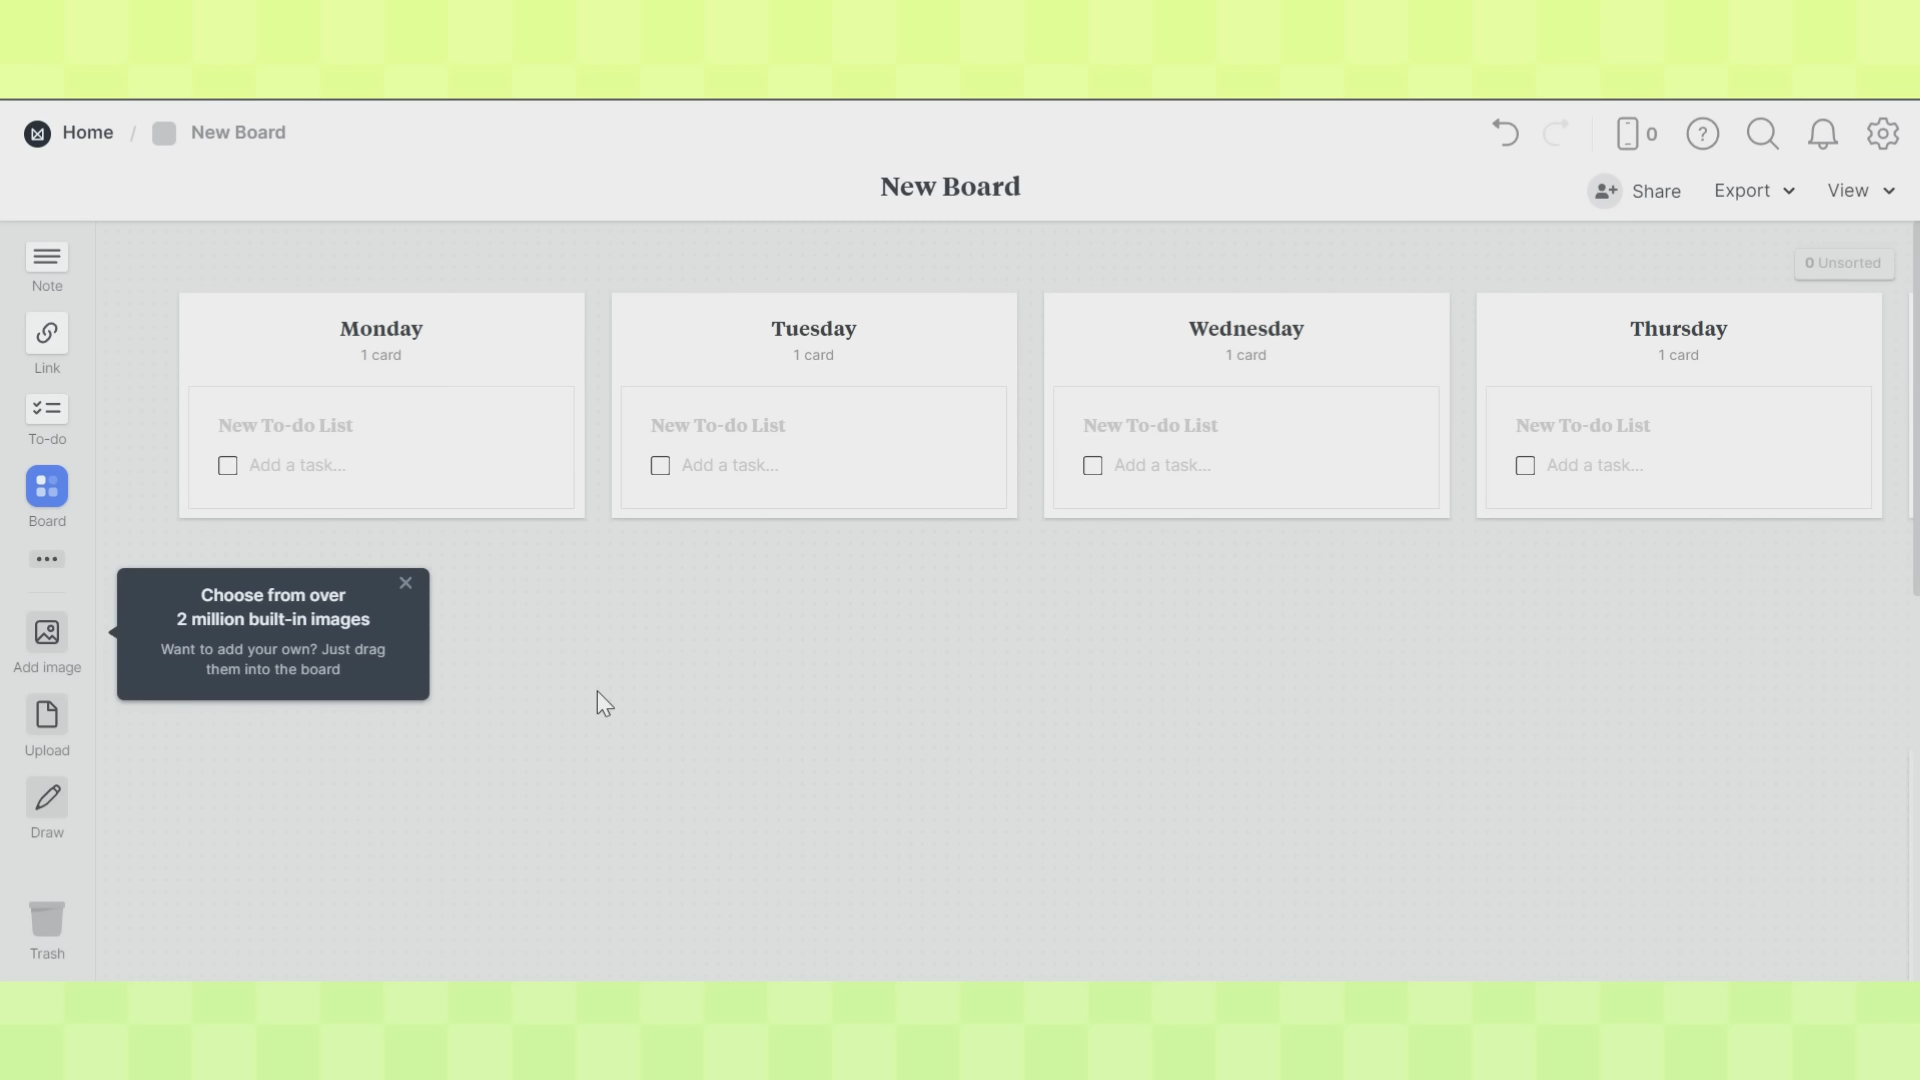 Home / New Board
0
New Board
Share
Export
View
Note
0 Unsorted
Monday
1 card
New To-do List
Add a task...
Tuesday
1 card
New To-do List
Add a task...
Wednesday
1 card
New To-do List
Add a task...
Thursday
1 card
New To-do List
Add a task...
Link
To-do
Board
Choose from over
2 million built-in images
Want to add your own? Just drag
them into the board
Add image
Upload
Draw
Trash